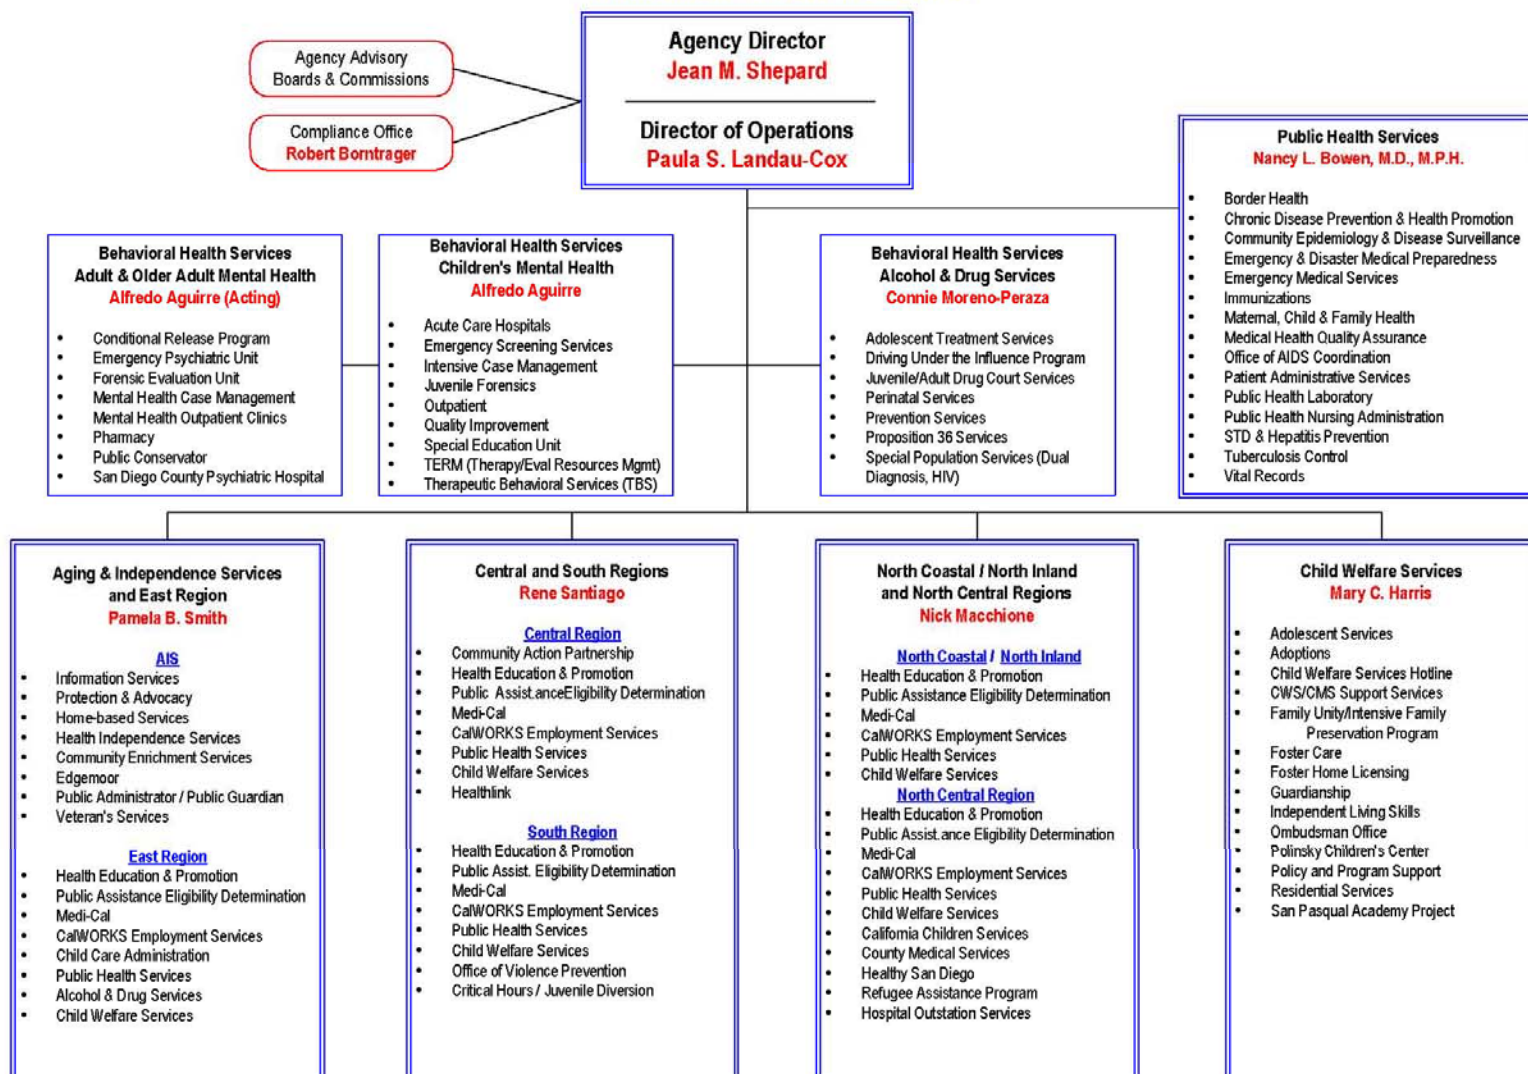 Agency Director
Jean M. Shepard
Director of Operations
Paula S. Landau-Cox
Agency Advisory
Boards & Commissions
Compliance Office
Robert Borntrager
Public Health Services
Nancy L. Bowen, M.D., M.P.H.
• Border Health
• Chronic Disease Prevention & Health Promotion
• Community Epidemiology & Disease Surveillance
• Emergency & Disaster Medical Preparedness
• Emergency Medical Services
• Immunizations
• Maternal, Child & Family Health
• Medical Health Quality Assurance
• Office of AIDS Coordination
• Patient Administrative Services
• Public Health Laboratory
• Public Health Nursing Administration
• STD & Hepatitis Prevention
• Tuberculosis Control
• Vital Records
Behavioral Health Services
Adult & Older Adult Mental Health
Alfredo Aguirre (Acting)
• Conditional Release Program
• Emergency Psychiatric Unit
• Forensic Evaluation Unit
• Mental Health Case Management
• Mental Health Outpatient Clinics
• Pharmacy
• Public Conservator
• San Diego County Psychiatric Hospital
Behavioral Health Services
Children's Mental Health
Alfredo Aguirre
• Acute Care Hospitals
• Emergency Screening Services
• Intensive Case Management
• Juvenile Forensics
• Outpatient
• Quality Improvement
• Special Education Unit
• TERM (Therapy/Eval Resources Mgmt)
• Therapeutic Behavioral Services (TBS)
Behavioral Health Services
Alcohol & Drug Services
Connie Moreno-Peraza
• Adolescent Treatment Services
• Driving Under the Influence Program
• Juvenile/Adult Drug Court Services
• Perinatal Services
• Prevention Services
• Proposition 36 Services
• Special Population Services (Dual
Diagnosis, HIV)
Aging & Independence Services
and East Region
Pamela B. Smith
AIS
• Information Services
• Protection & Advocacy
• Home-based Services
• Health Independence Services
• Community Enrichment Services
• Edgemoor
• Public Administrator / Public Guardian
• Veteran's Services
East Region
• Health Education & Promotion
• Public Assistance Eligibility Determination
• Medi-Cal
• CalWORKS Employment Services
• Child Care Administration
• Public Health Services
• Alcohol & Drug Services
• Child Welfare Services
Central and South Regions
Rene Santiago
Central Region
• Community Action Partnership
• Health Education & Promotion
• Public Assist.anceEligibility Determination
• Medi-Cal
• CalWORKS Employment Services
• Public Health Services
• Child Welfare Services
• Healthlink
South Region
• Health Education & Promotion
• Public Assist. Eligibility Determination
• Medi-Cal
• CalWORKS Employment Services
• Public Health Services
• Child Welfare Services
• Office of Violence Prevention
• Critical Hours / Juvenile Diversion
North Coastal / North Inland
and North Central Regions
Nick Macchione
North Coastal / North Inland
• Health Education & Promotion
• Public Assistance Eligibility Determination
• Medi-Cal
• CalWORKS Employment Services
• Public Health Services
• Child Welfare Services
North Central Region
• Health Education & Promotion
• Public Assist.ance Eligibility Determination
• Medi-Cal
• CalWORKS Employment Services
• Public Health Services
• Child Welfare Services
• California Children Services
• County Medical Services
• Healthy San Diego
• Refugee Assistance Program
• Hospital Outstation Services
Child Welfare Services
Mary C. Harris
• Adolescent Services
• Adoptions
• Child Welfare Services Hotline
• CWS/CMS Support Services
• Family Unity/Intensive Family
Preservation Program
• Foster Care
• Foster Home Licensing
• Guardianship
• Independent Living Skills
• Ombudsman Office
• Polinsky Children's Center
• Policy and Program Support
• Residential Services
• San Pasqual Academy Project